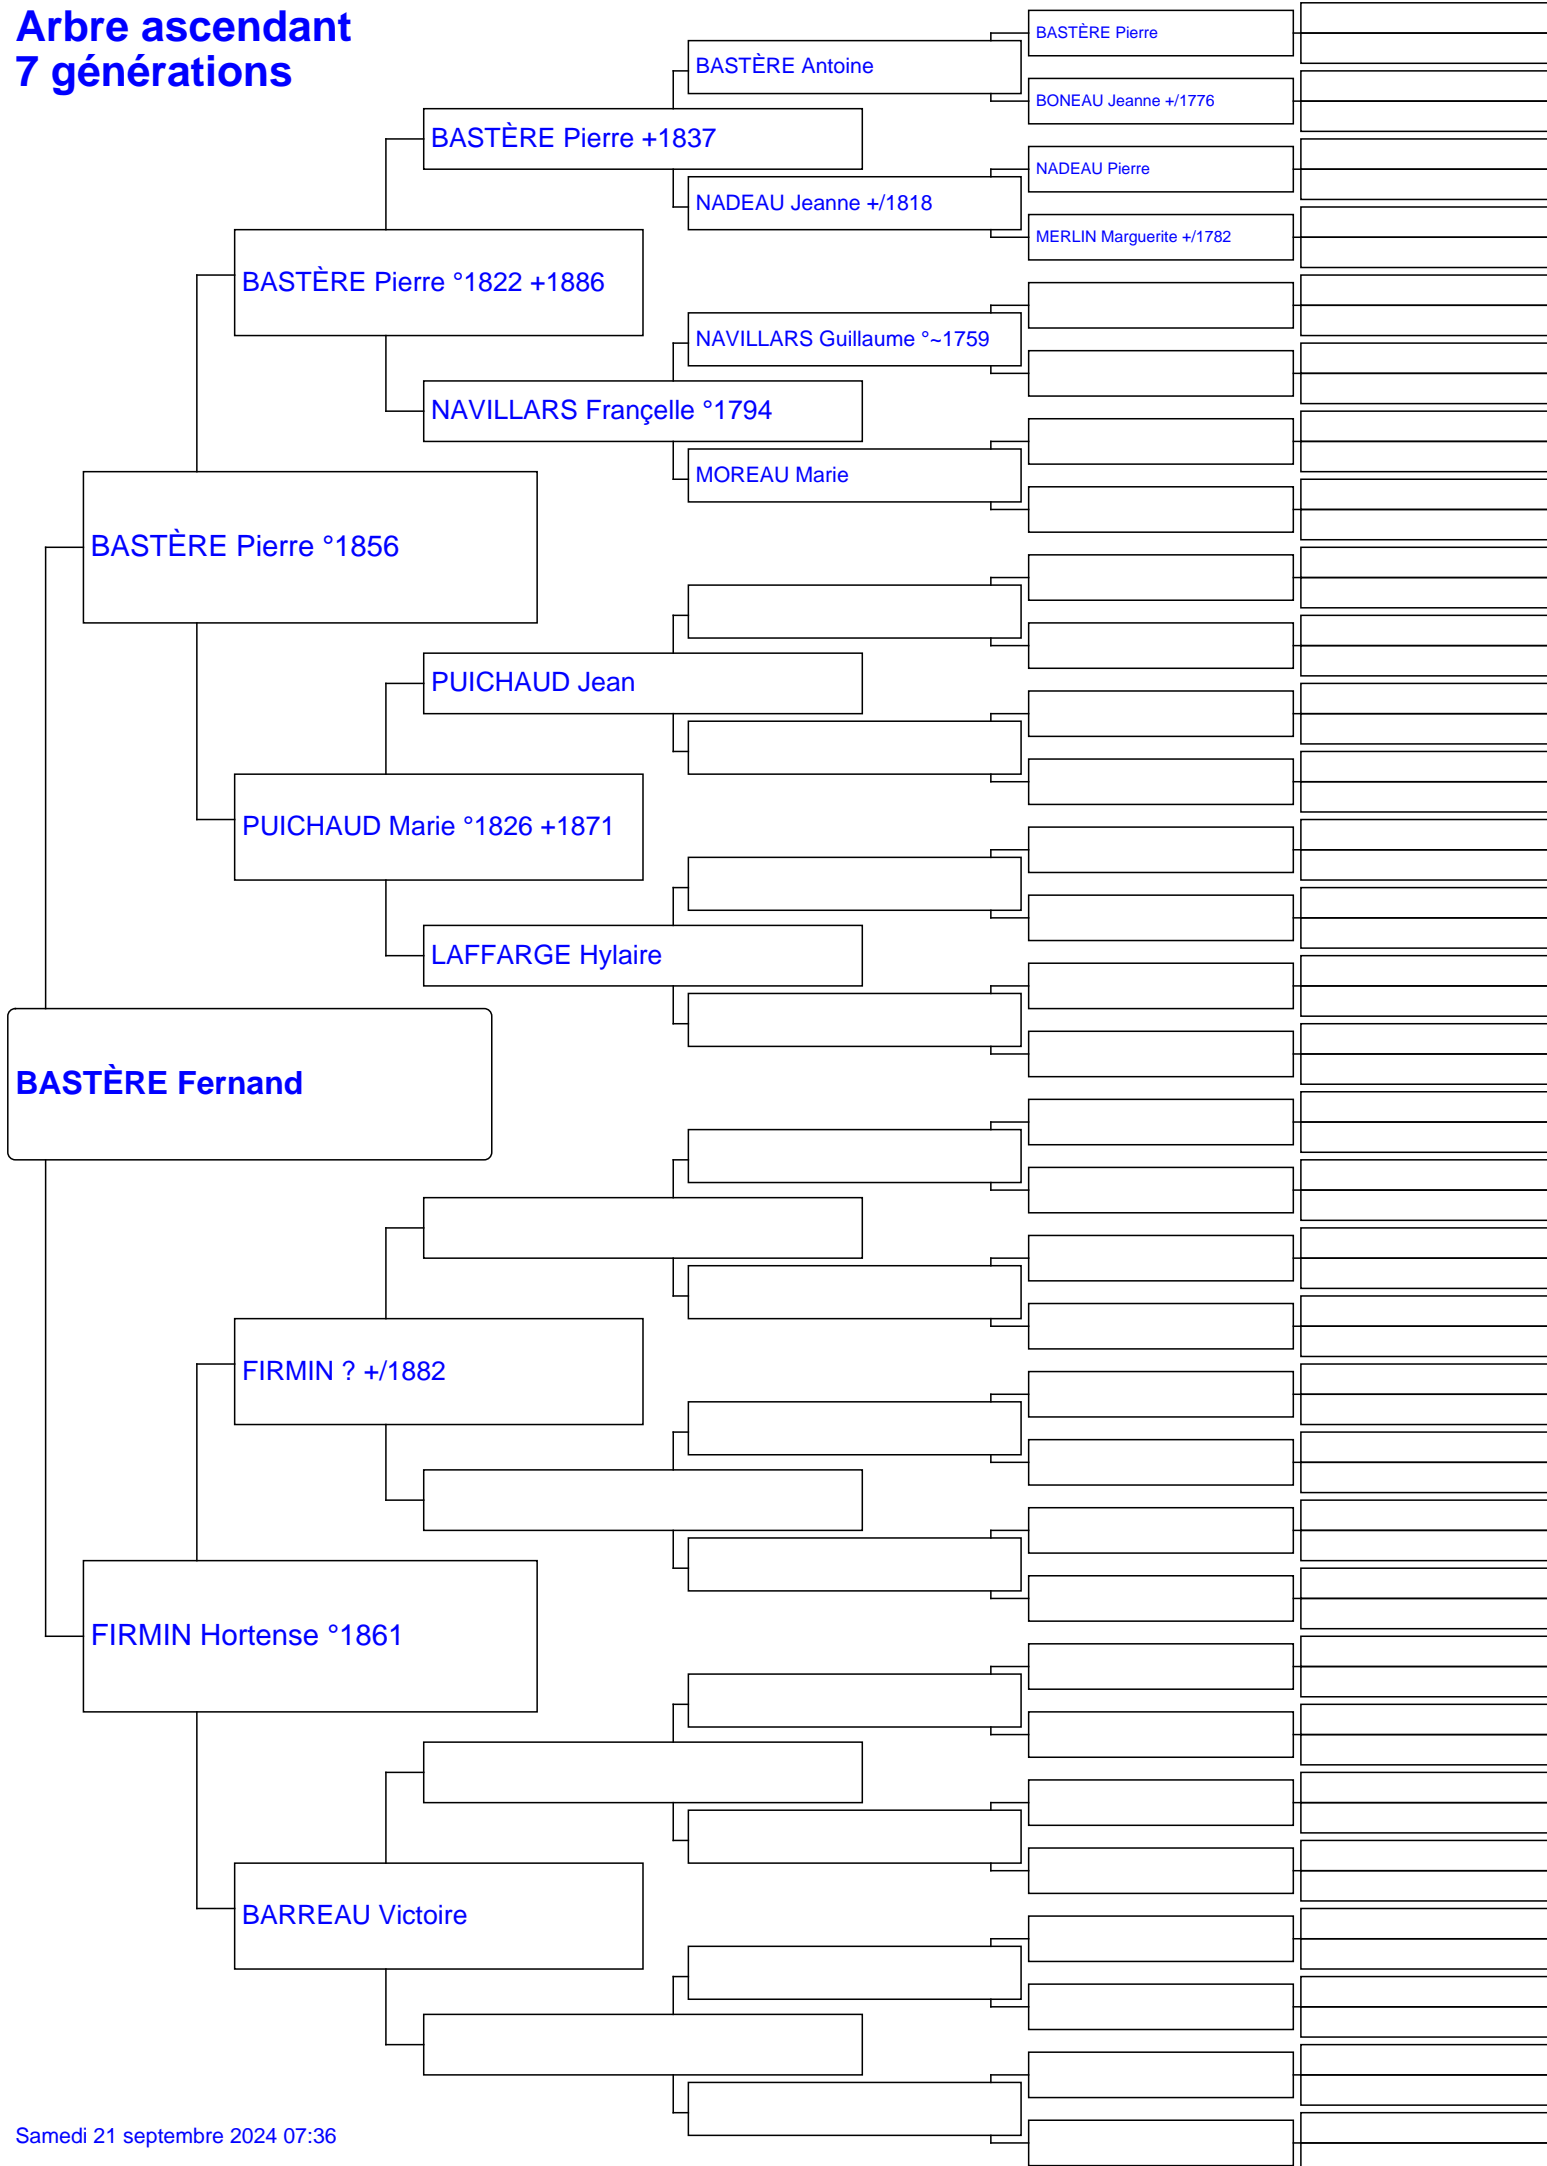 Arbre ascendant
7 générations
BASTÈRE Pierre
BASTÈRE Antoine
BONEAU Jeanne +/1776
BASTÈRE Pierre +1837
NADEAU Pierre
NADEAU Jeanne +/1818
MERLIN Marguerite +/1782
BASTÈRE Pierre °1822 +1886
NAVILLARS Guillaume °~1759
NAVILLARS Françelle °1794
MOREAU Marie
BASTÈRE Pierre °1856
PUICHAUD Jean
PUICHAUD Marie °1826 +1871
LAFFARGE Hylaire
BASTÈRE Fernand
FIRMIN ? +/1882
FIRMIN Hortense °1861
BARREAU Victoire
Samedi 21 septembre 2024 07:36